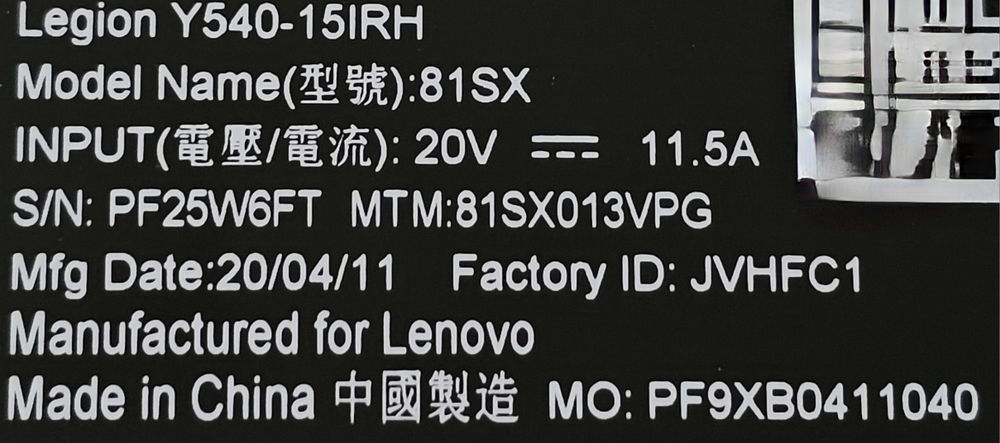 Legion Y540-15IRH
Model Name(型號):81SX
INPUT(電壓/電流): 20V ⎓ 11.5A
S/N: PF25W6FT MTM:81SX013VPG
Mfg Date:20/04/11 Factory ID: JVHFC1
Manufactured for Lenovo
Made in China 中國製造 MO: PF9XB0411040